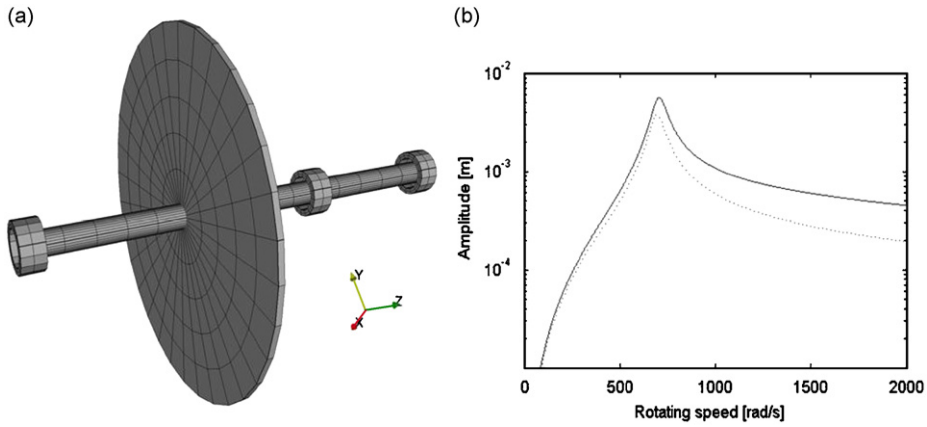 (a)
Y
Z
X
(b)
Amplitude [m]
10-2
10-3
10-4
0
500
1000
1500
2000
Rotating speed [rad/s]